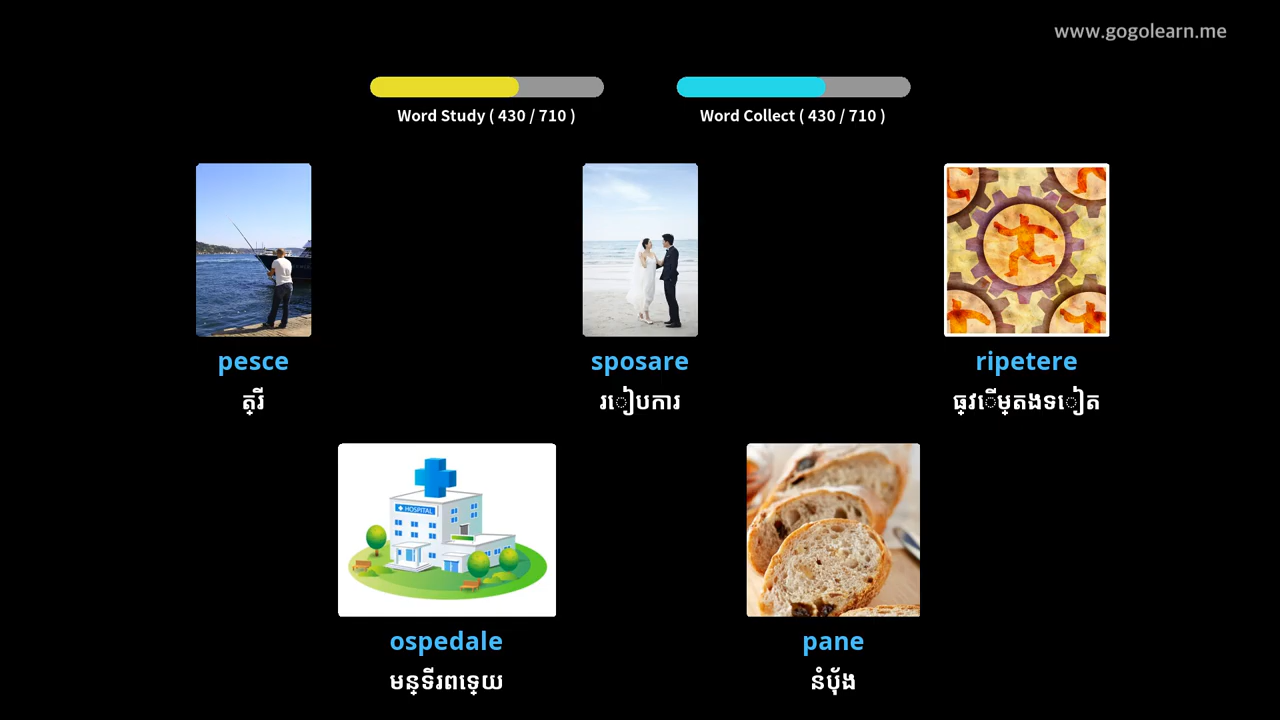 www.gogolearn.me
Word Study ( 430 / 710 )
Word Collect ( 430 / 710 )
pesce
sposare
ripetere
ត្រី
រៀបការ
ធ្វើម្តងទៀត
HOSPITAL
ospedale
pane
មន្ទីរពេទ្យ
នំប៉័ង